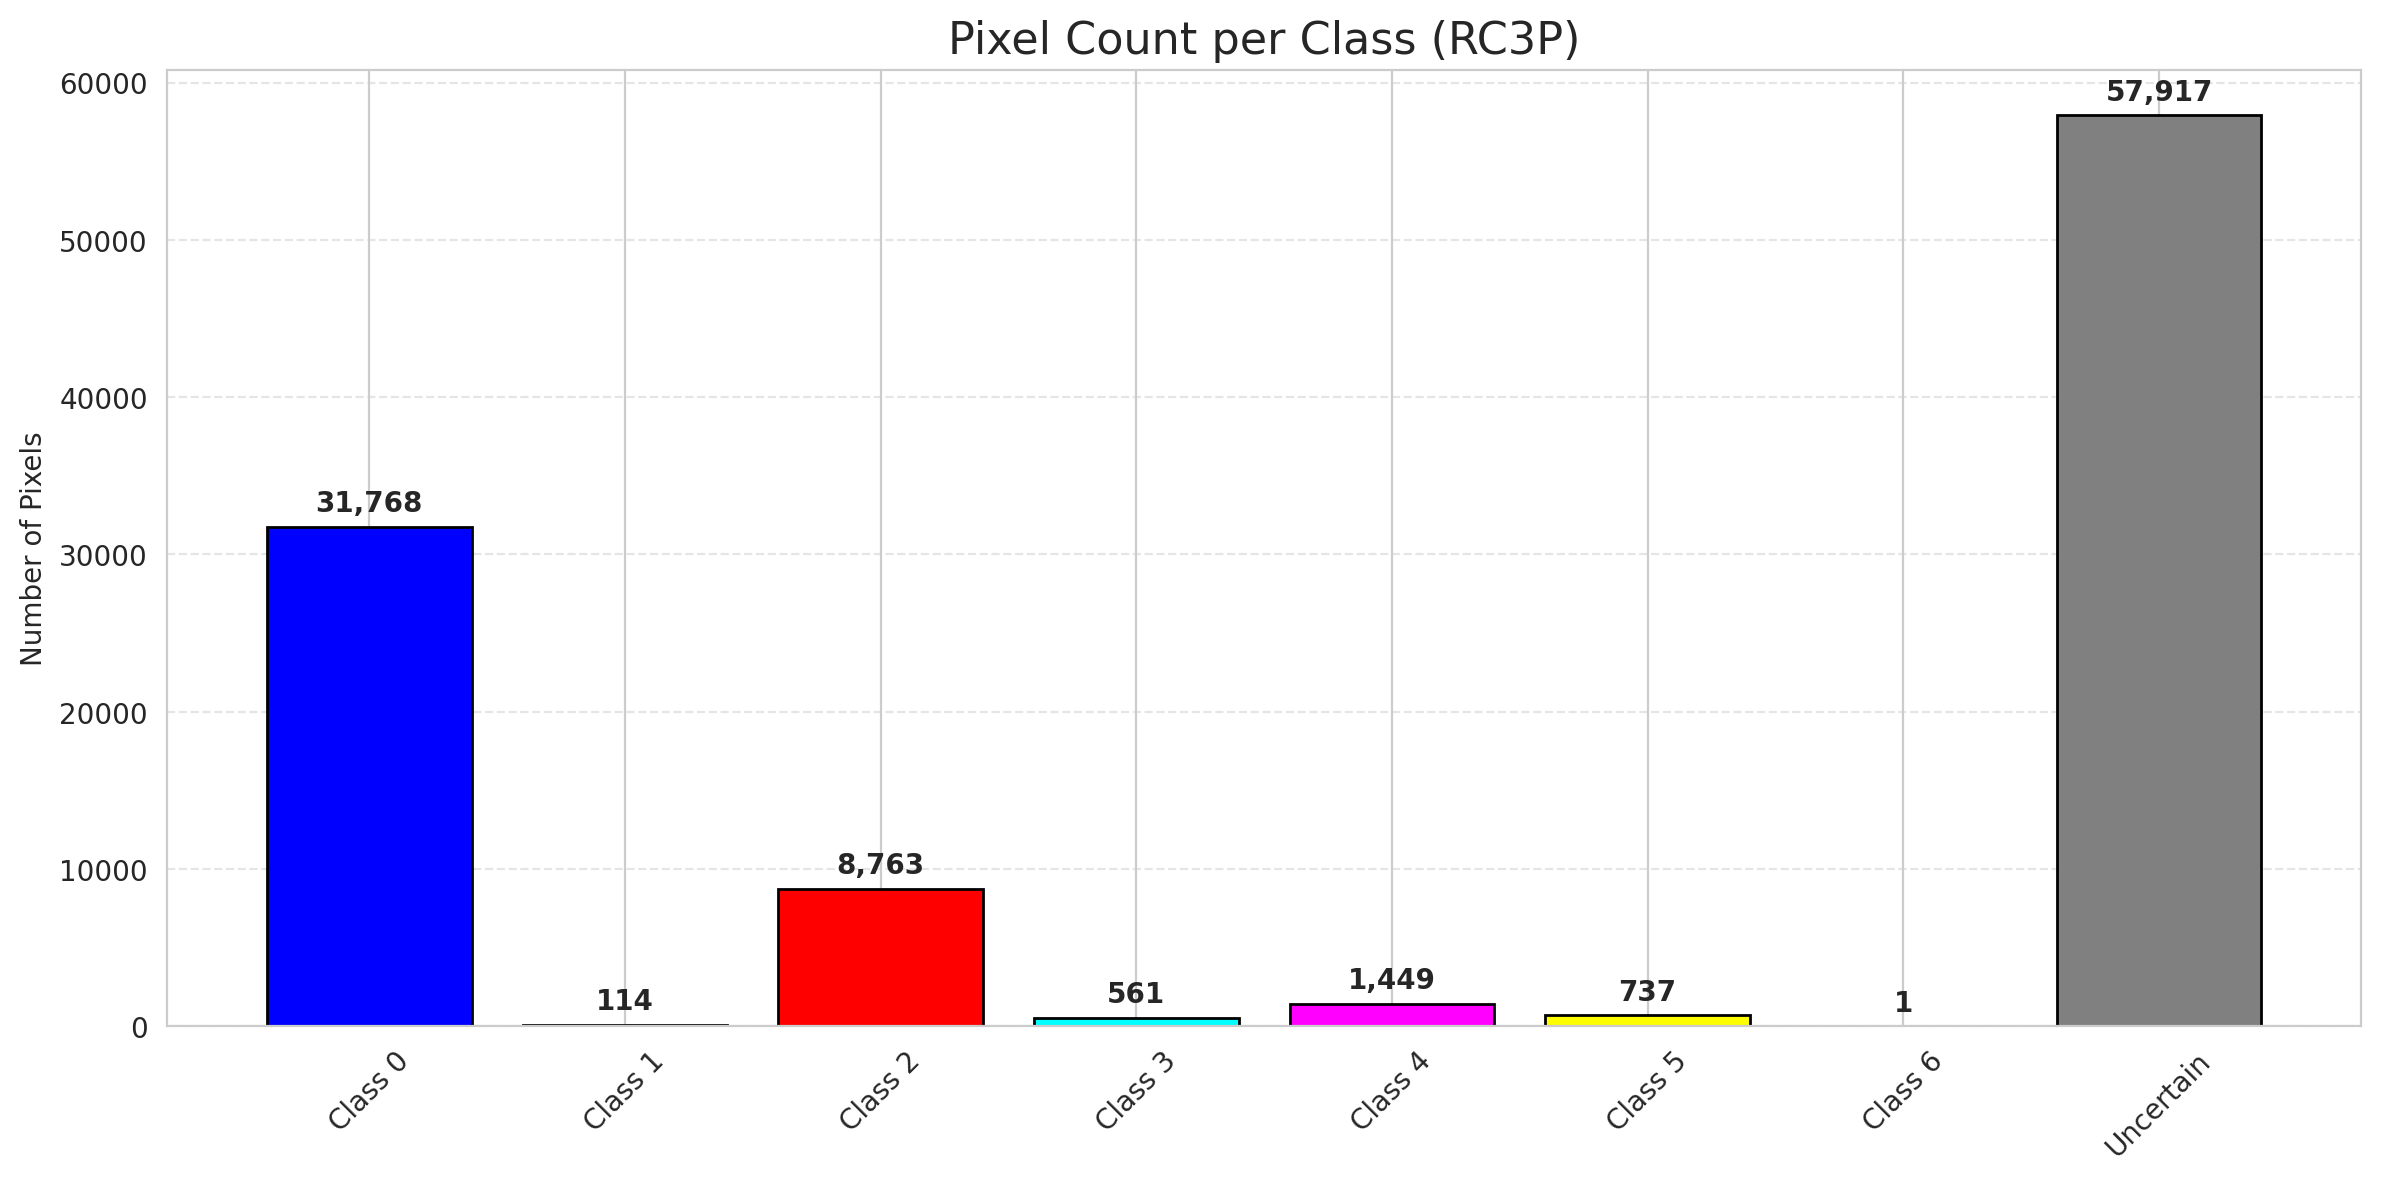 Pixel Count per Class (RC3P)
Number of Pixels
60000
50000
40000
30000
20000
10000
0
31,768
114
8,763
561
1,449
737
1
57,917
Class 0
Class 1
Class 2
Class 3
Class 4
Class 5
Class 6
Uncertain